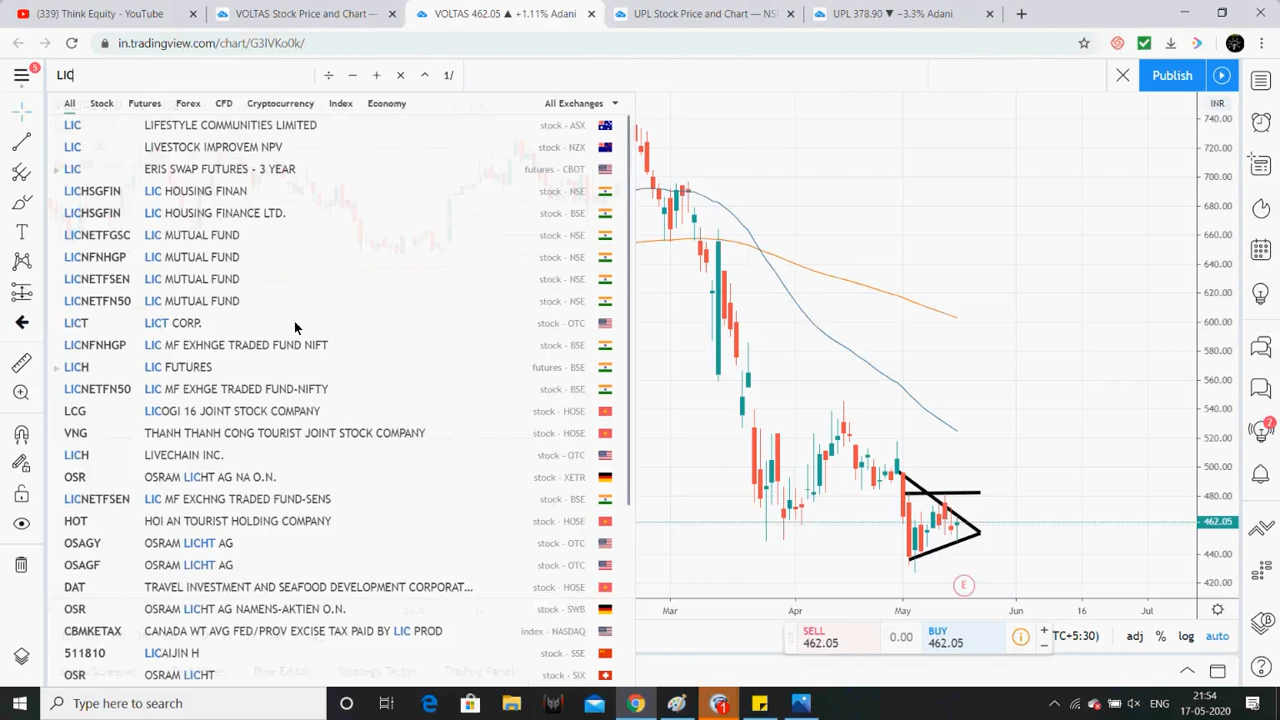 (339) Think Equity - YouTube
VOLTAS Stock Price and Chart —
VOLTAS 462.05 ▲ +1.11% Adani
UPL Stock Price and Chart — NSE
UPL 378.90 ▼ −3.3% Adani
in.tradingview.com/chart/G3lVKo0k/
5
LIC
1/
Publish
All Stock Futures Forex CFD Cryptocurrency Index Economy All Exchanges
INR
LIC LIFESTYLE COMMUNITIES LIMITED stock - ASX
LIC LIVESTOCK IMPROVEM NPV stock - NZX
LIC ERIS SWAP FUTURES - 3 YEAR futures - CBOT
LICHSGFIN LIC HOUSING FINAN stock - NSE
LICHSGFIN LIC HOUSING FINANCE LTD. stock - BSE
LICNETFGSC LIC MUTUAL FUND stock - NSE
LICNFNHGP LIC MUTUAL FUND stock - NSE
LICNETFSEN LIC MUTUAL FUND stock - NSE
LICNETFN50 LIC MUTUAL FUND stock - NSE
LICT LICT CORP. stock - OTC
LICNFNHGP LIC MF EXHNGE TRADED FUND NIFT stock - BSE
LICH LIC FUTURES futures - BSE
LICNETFN50 LIC MF EXHGE TRADED FUND-NIFTY stock - BSE
LCG LICOGI 16 JOINT STOCK COMPANY stock - HOSE
VNG THANH THANH CONG TOURIST JOINT STOCK COMPANY stock - HOSE
LICH LIVECHAIN INC. stock - OTC
OSR OSRAM LICHT AG NA O.N. stock - XETR
LICNETFSEN LIC MF EXCHNG TRADED FUND-SENS stock - BSE
HOT HOI AN TOURIST HOLDING COMPANY stock - HOSE
OSAGY OSRAM LICHT AG stock - OTC
OSAGF OSRAM LICHT AG stock - OTC
DAT TRAVEL INVESTMENT AND SEAFOOD DEVELOPMENT CORPORAT... stock - HOSE
OSR OSRAM LICHT AG NAMENS-AKTIEN O.N. stock - SWB
CBMKETAX CANADA WT AVG FED/PROV EXCISE TAX PAID BY LIC PROD index - NASDAQ
511810 LICAIJIN H stock - SSE
OSR OSRAM LICHT stock - SIX
740.00
720.00
700.00
680.00
660.00
640.00
620.00
600.00
580.00
560.00
540.00
520.00
500.00
480.00
462.05
440.00
420.00
2
E
Mar Apr May Jun 16 Jul
SELL
462.05
0.00
BUY
462.05
TC+5:30) adj % log auto
Strategy Tester
Trading Panel
Type here to search
1
ENG
21:54
17-05-2020